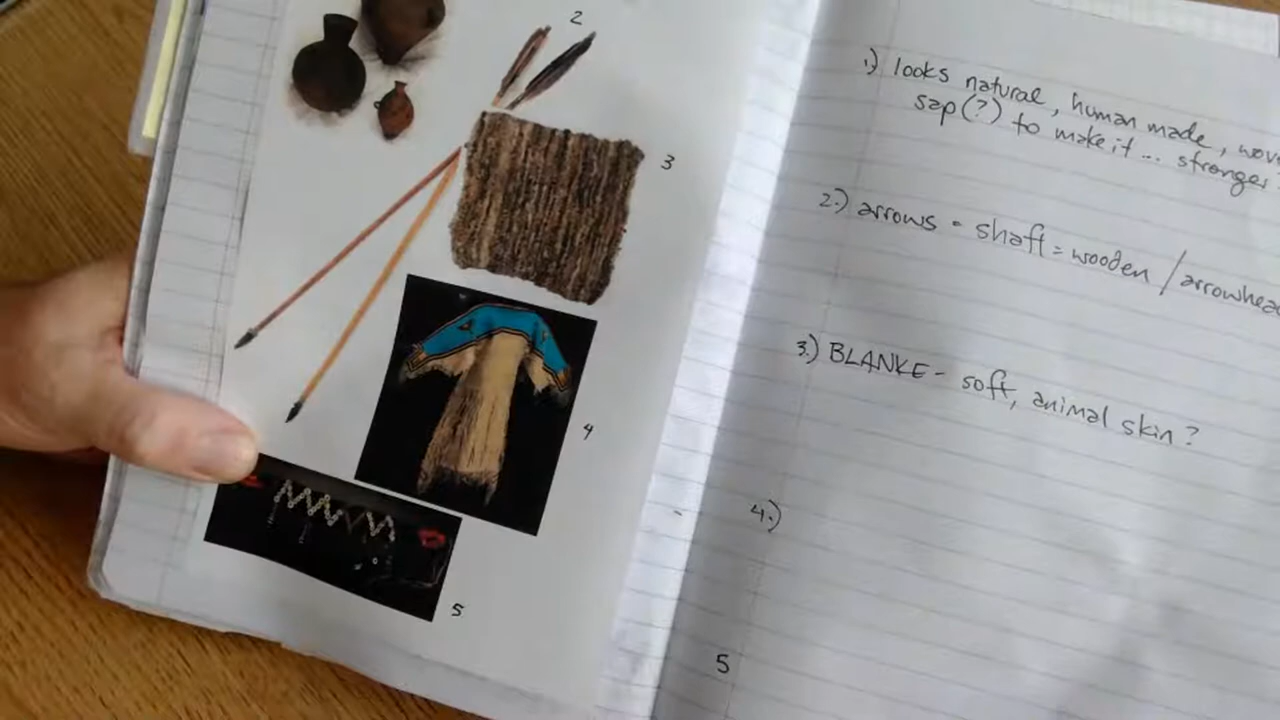 2
3
4
5
1.) looks natural, human made,
sap(?) to make it... stronger
2.) arrows = shaft = wooden /
3.) BLANKE - soft, animal skin?
4.)
5